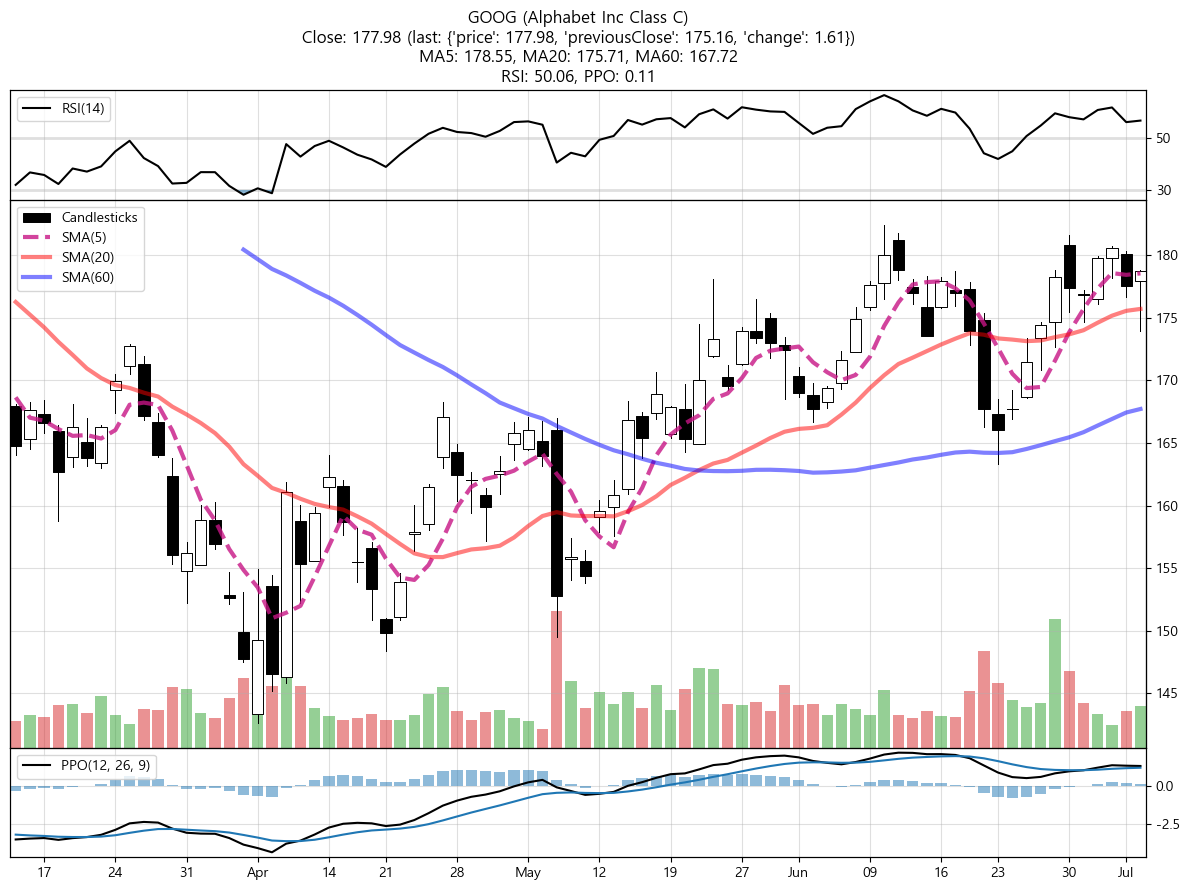 GOOG (Alphabet Inc Class C)
Close: 177.98 (last: {'price': 177.98, 'previousClose': 175.16, 'change': 1.61})
MA5: 178.55, MA20: 175.71, MA60: 167.72
RSI: 50.06, PPO: 0.11
RSI(14)
50
30
Candlesticks
SMA(5)
SMA(20)
SMA(60)
180
175
170
165
160
155
150
145
PPO(12, 26, 9)
0.0
-2.5
17 24 31 Apr 14 21 28 May 12 19 27 Jun 09 16 23 30 Jul